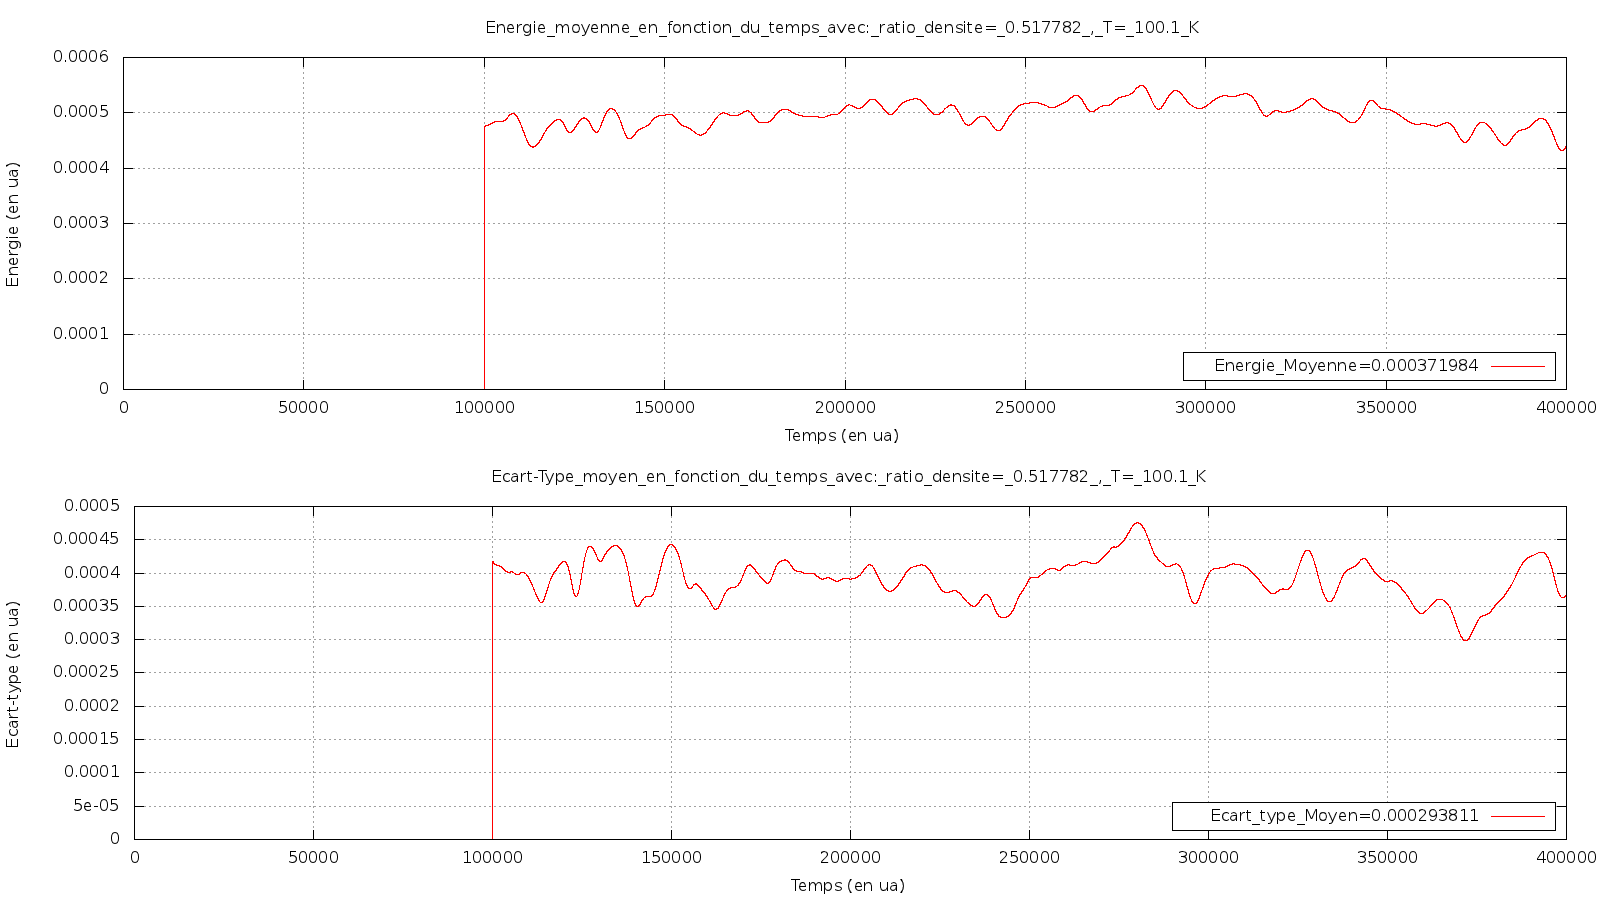 Energie_moyenne_en_fonction_du_temps_avec:_ratio_densite=_0.517782_,_T=_100.1_K
0.0006
0.0005
0.0004
0.0003
0.0002
0.0001
0
Energie (en ua)
Energie_Moyenne=0.000371984
0 50000 100000 150000 200000 250000 300000 350000 400000
Temps (en ua)
Ecart-Type_moyen_en_fonction_du_temps_avec:_ratio_densite=_0.517782_,_T=_100.1_K
0.0005
0.00045
0.0004
0.00035
0.0003
0.00025
0.0002
0.00015
0.0001
5e-05
0
Ecart-type (en ua)
Ecart_type_Moyen=0.000293811
0 50000 100000 150000 200000 250000 300000 350000 400000
Temps (en ua)